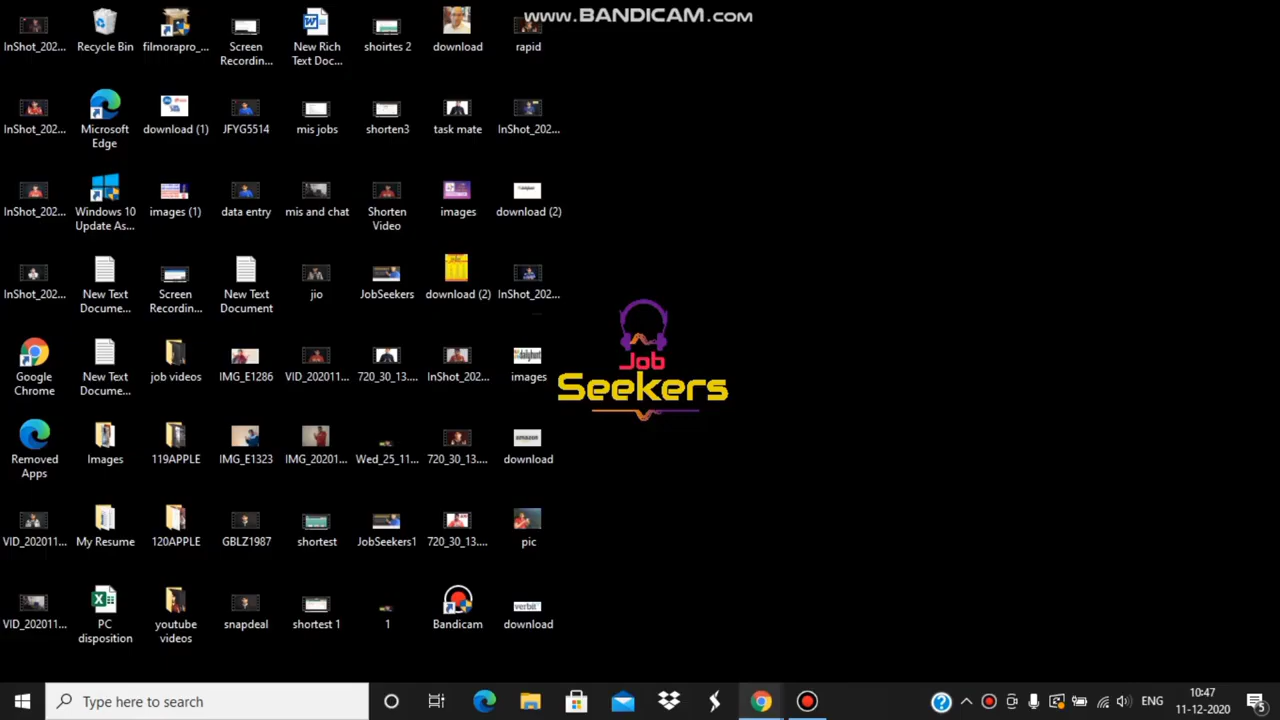 www.BANDICAM.com
InShot_202...
Recycle Bin
filmorapro_...
Screen
Recordin...
New Rich
Text Doc...
shoirtes 2
download
rapid
InShot_202...
Microsoft
Edge
download (1)
JFYG5514
mis jobs
shorten3
task mate
InShot_202...
InShot_202...
Windows 10
Update As...
images (1)
data entry
mis and chat
Shorten
Video
images
download (2)
InShot_202...
New Text
Docume...
Screen
Recordin...
New Text
Document
jio
JobSeekers
download (2)
InShot_202...
Google
Chrome
New Text
Docume...
job videos
IMG_E1286
VID_202011...
720_30_13....
InShot_202...
dailyhunt
images
Job
Seekers
Removed
Apps
Images
119APPLE
IMG_E1323
IMG_20201...
Wed_25_11...
720_30_13....
download
VID_202011...
My Resume
120APPLE
GBLZ1987
shortest
JobSeekers1
720_30_13....
pic
VID_202011...
PC
disposition
youtube
videos
snapdeal
shortest 1
1
Bandicam
verbit
download
Type here to search
ENG
10:47
11-12-2020
5